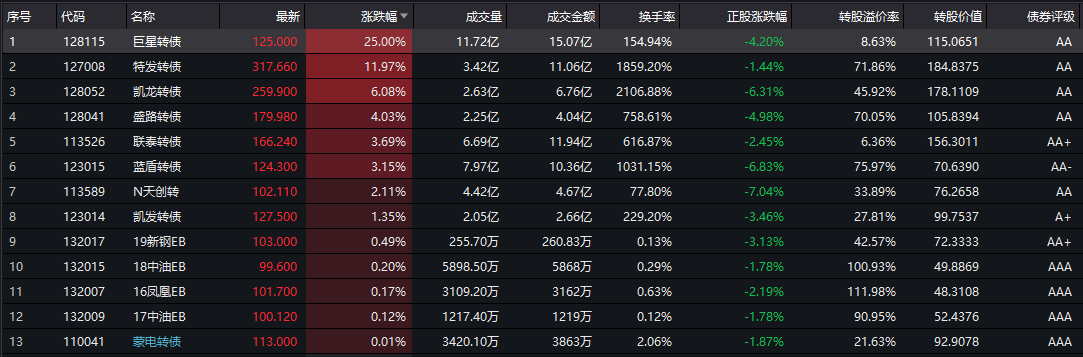 序号 代码 名称 最新 涨跌幅 成交量 成交金额 换手率 正股涨跌幅 转股溢价率 转股价值 债券评级
1 128115 巨星转债 125.000 25.00% 11.72亿 15.07亿 154.94% -4.20% 8.63% 115.0651 AA
2 127008 特发转债 317.660 11.97% 3.42亿 11.06亿 1859.20% -1.44% 71.86% 184.8375 AA
3 128052 凯龙转债 259.900 6.08% 2.63亿 6.76亿 2106.88% -6.31% 45.92% 178.1109 AA
4 128041 盛路转债 179.980 4.03% 2.25亿 4.04亿 758.61% -4.98% 70.05% 105.8394 AA
5 113526 联泰转债 166.240 3.69% 6.69亿 11.94亿 616.87% -2.45% 6.36% 156.3011 AA+
6 123015 蓝盾转债 124.300 3.15% 7.97亿 10.36亿 1031.15% -6.83% 75.97% 70.6390 AA-
7 113589 N天创转 102.110 2.11% 4.42亿 4.67亿 77.80% -7.04% 33.89% 76.2658 AA
8 123014 凯发转债 127.500 1.35% 2.05亿 2.66亿 229.20% -3.46% 27.81% 99.7537 A+
9 132017 19新钢EB 103.000 0.49% 255.70万 260.83万 0.13% -3.13% 42.57% 72.3333 AA+
10 132015 18中油EB 99.600 0.20% 5898.50万 5868万 0.29% -1.78% 100.93% 49.8869 AAA
11 132007 16凤凰EB 101.700 0.17% 3109.20万 3162万 0.63% -2.19% 111.98% 48.3108 AAA
12 132009 17中油EB 100.120 0.12% 1217.40万 1219万 0.12% -1.78% 90.95% 52.4376 AAA
13 110041 蒙电转债 113.000 0.01% 3420.10万 3863万 2.06% -1.87% 21.63% 92.9078 AAA